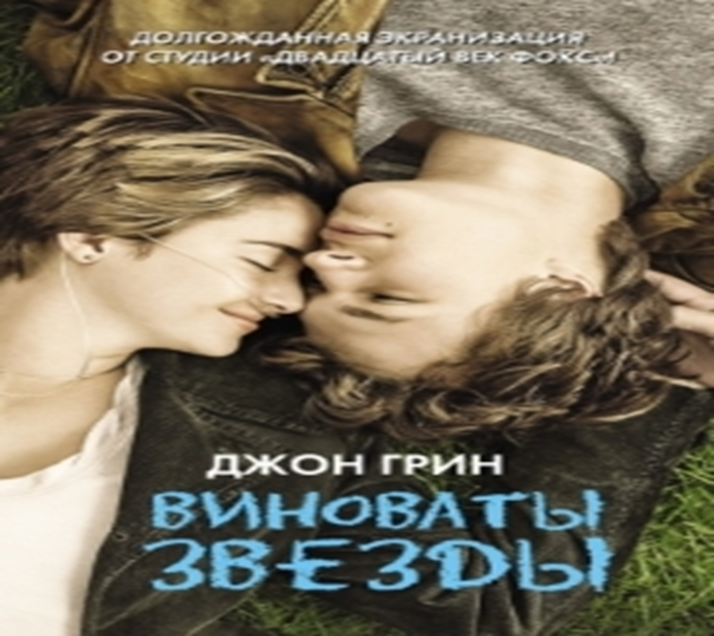 ДОЛГОЖДАННАЯ ЭКРАНИЗАЦИЯ
ОТ СТУДИИ «ДВАДЦАТЫЙ ВЕК ФОКС»!
ДЖОН ГРИН
ВИНОВАТЫ
ЗВЕЗДЫ